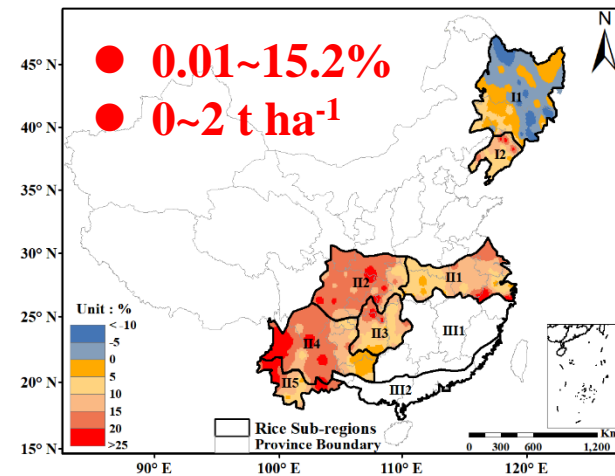 N
● 0.01~15.2%
● 0~2 t ha⁻¹
45°N
40°N
35°N
30°N
25°N
20°N
15°N
I1
I2
II2
II1
II3
III1
II4
II5
III2
Unit : %
< -10
-5
0
5
10
15
20
>25
Rice Sub-regions
Province Boundary
0 300 600 1,200 Km
90°E
100°E
110°E
120°E